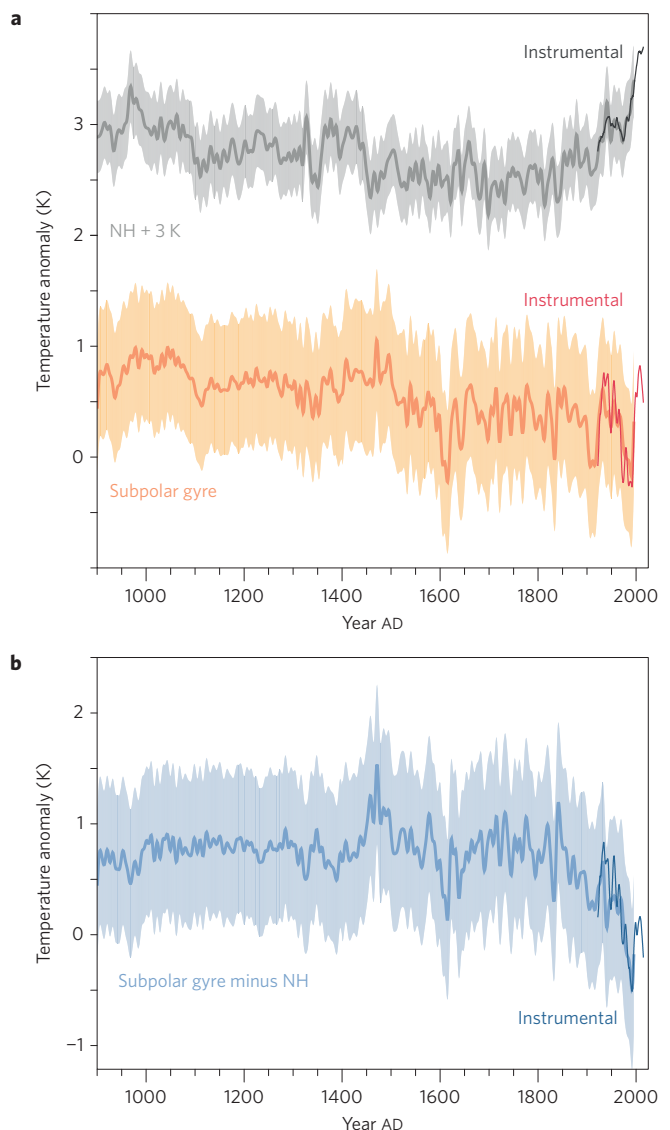 a
Instrumental
3
NH + 3 K
2
Instrumental
1
Subpolar gyre
0
Temperature anomaly (K)
1000 1200 1400 1600 1800 2000
Year AD
b
2
1
0
Subpolar gyre minus NH
Instrumental
−1
Temperature anomaly (K)
1000 1200 1400 1600 1800 2000
Year AD